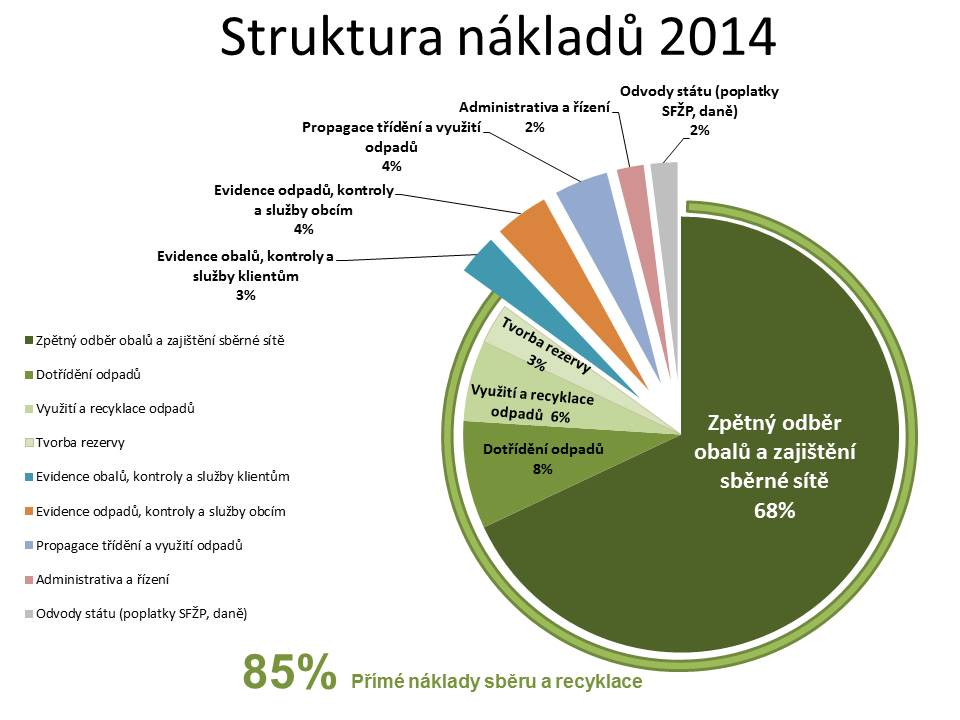 Struktura nákladů 2014
Odvody státu (poplatky
SFŽP, daně)
2%
Administrativa a řízení
2%
Propagace třídění a využití
odpadů
4%
Evidence odpadů, kontroly
a služby obcím
4%
Evidence obalů, kontroly a
služby klientům
3%
Tvorba rezervy
3%
Využití a recyklace
odpadů 6%
Dotřídění odpadů
8%
Zpětný odběr
obalů a zajištění
sběrné sítě
68%
Zpětný odběr obalů a zajištění sběrné sítě
Dotřídění odpadů
Využití a recyklace odpadů
Tvorba rezervy
Evidence obalů, kontroly a služby klientům
Evidence odpadů, kontroly a služby obcím
Propagace třídění a využití odpadů
Administrativa a řízení
Odvody státu (poplatky SFŽP, daně)
85% Přímé náklady sběru a recyklace